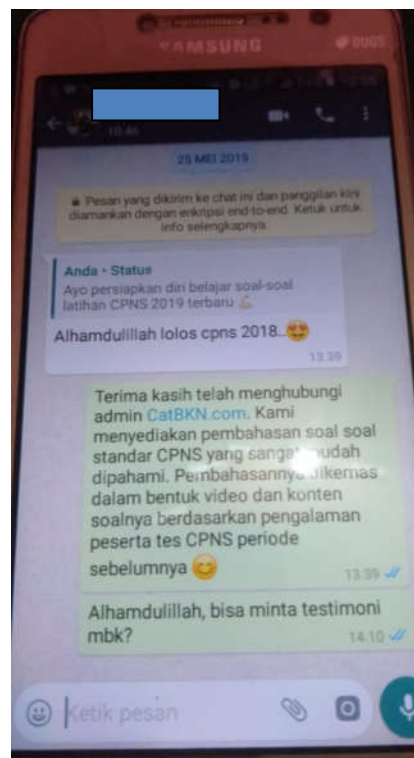 SAMSUNG
DUOS
10.46
25 MEI 2019
Pesan yang dikirim ke chat ini dan panggilan kini
diamankan dengan enkripsi end-to-end. Ketuk untuk
info selengkapnya.
Anda • Status
Ayo persiapkan diri belajar soal-soal
latihan CPNS 2019 terbaru 💪
Alhamdulillah lolos cpns 2018..😍
13.39
Terima kasih telah menghubungi
admin CatBKN.com. Kami
menyediakan pembahasan soal soal
standar CPNS yang sangat mudah
dipahami. Pembahasannya dikemas
dalam bentuk video dan konten
soalnya berdasarkan pengalaman
peserta tes CPNS periode
sebelumnya 😊
13.39
Alhamdulillah, bisa minta testimoni
mbk?
14.10
Ketik pesan